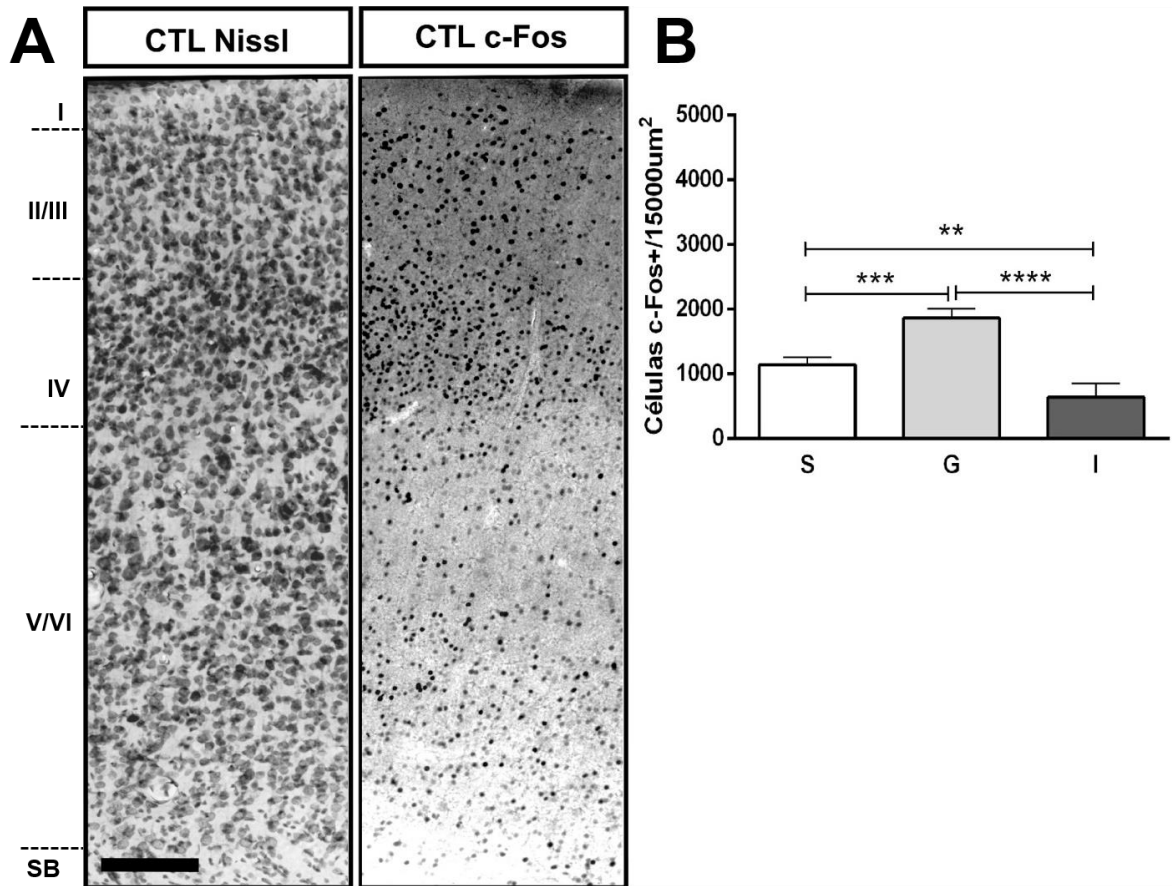 A
CTL Nissl
CTL c-Fos
I
II/III
IV
V/VI
SB
B
Células c-Fos+/15000um²
5000
4000
3000
2000
1000
0
**
***
****
S
G
I